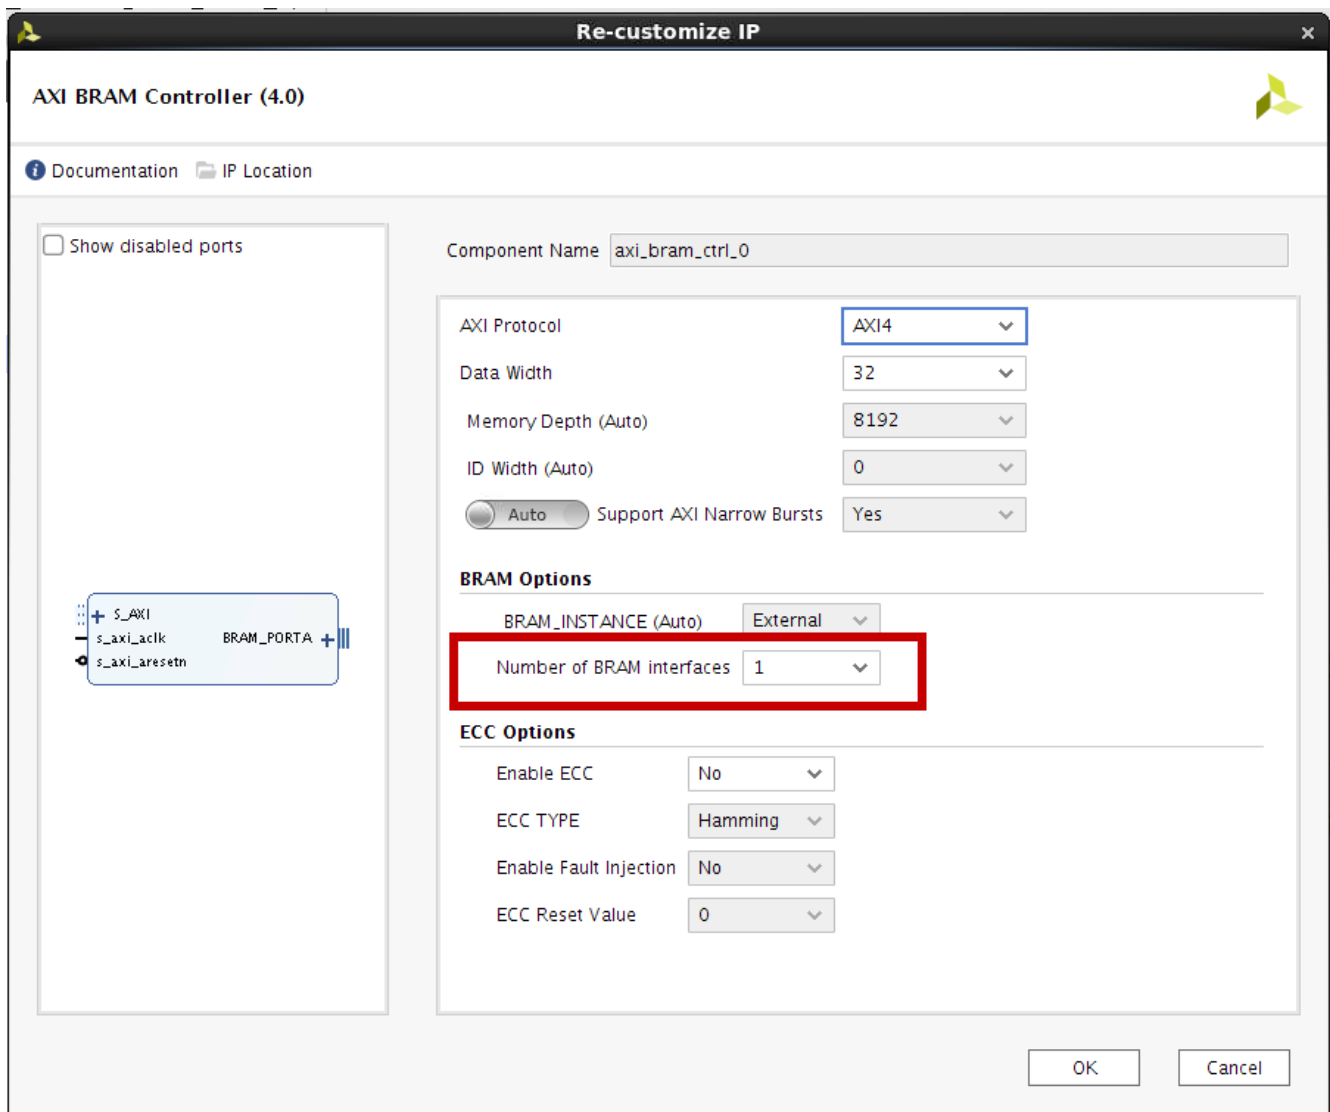 Re-customize IP
AXI BRAM Controller (4.0)
Documentation IP Location
Show disabled ports
Component Name axi_bram_ctrl_0
AXI Protocol AXI4
Data Width 32
Memory Depth (Auto) 8192
ID Width (Auto) 0
Auto Support AXI Narrow Bursts Yes
BRAM Options
BRAM_INSTANCE (Auto) External
Number of BRAM interfaces 1
ECC Options
Enable ECC No
ECC TYPE Hamming
Enable Fault Injection No
ECC Reset Value 0
S_AXI
s_axi_aclk BRAM_PORTA
s_axi_aresetn
OK Cancel